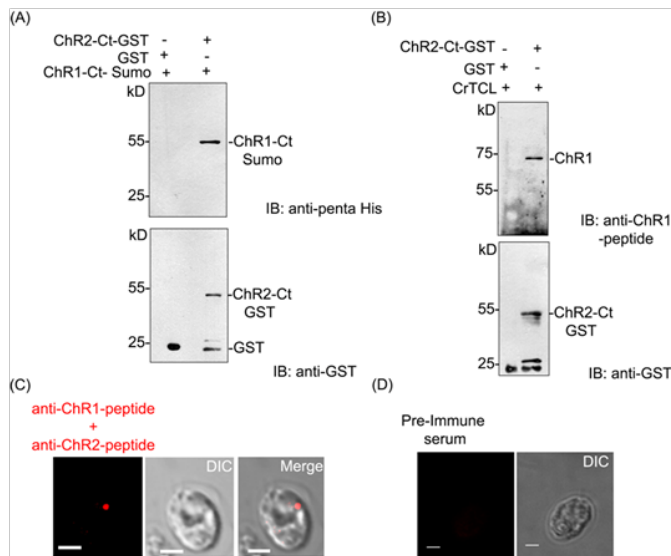 (A)
ChR2-Ct-GST - +
GST + -
ChR1-Ct- Sumo + +
kD
55-
-ChR1-Ct
Sumo
25-
IB: anti-penta His
kD
55-
-ChR2-Ct
GST
25-
-GST
IB: anti-GST
(B)
ChR2-Ct-GST - +
GST + -
CrTCL + +
kD
75-
-ChR1
55-
IB: anti-ChR1
-peptide
kD
55-
-ChR2-Ct
GST
25-
IB: anti-GST
(C)
anti-ChR1-peptide
+
anti-ChR2-peptide
DIC
Merge
(D)
Pre-Immune
serum
DIC